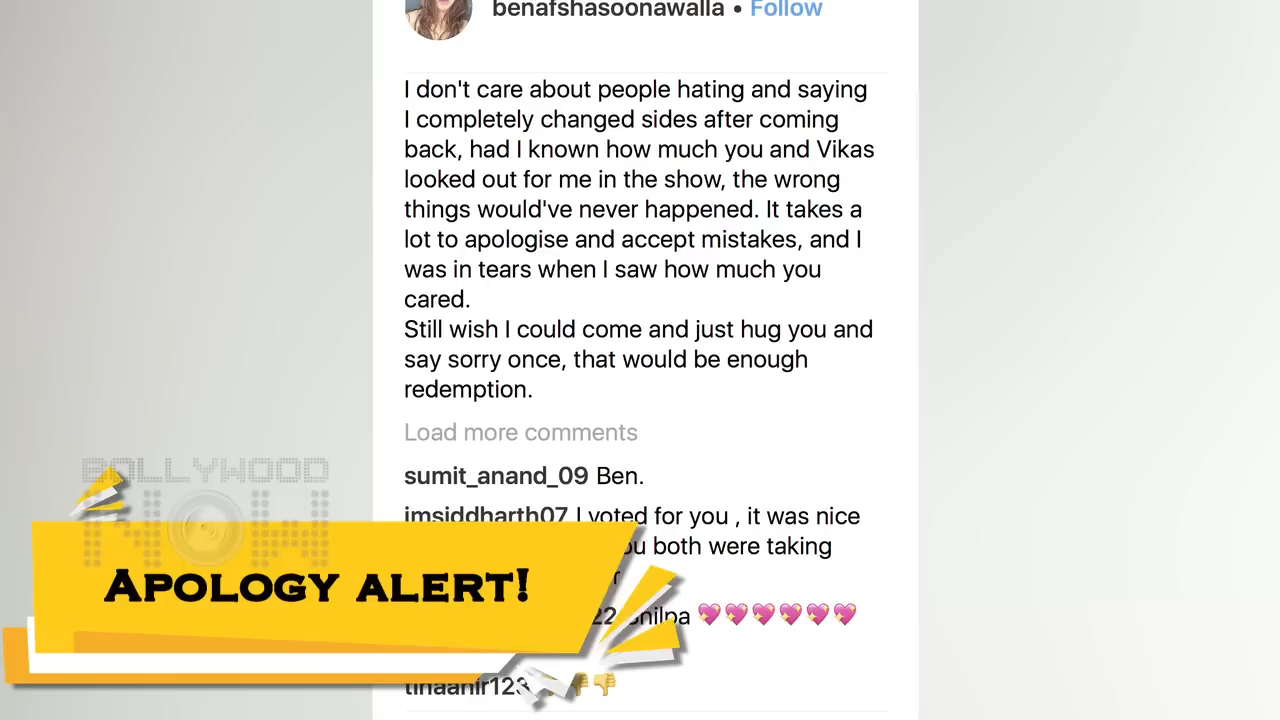 benafshasoonawalla • Follow
I don't care about people hating and saying
I completely changed sides after coming
back, had I known how much you and Vikas
looked out for me in the show, the wrong
things would've never happened. It takes a
lot to apologise and accept mistakes, and I
was in tears when I saw how much you
cared.
Still wish I could come and just hug you and
say sorry once, that would be enough
redemption.
Load more comments
sumit_anand_09 Ben.
imsiddharth07 I voted for you , it was nice
both were taking
shilpa 💖💖💖💖💖💖
👎👎
BOLLYWOOD
NOW
APOLOGY ALERT!